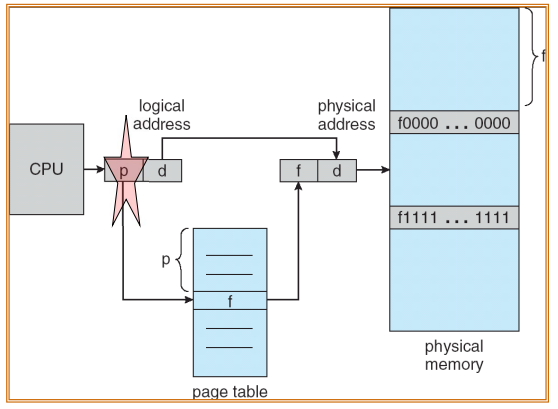 logical
address
physical
address
f
CPU
p
d
f
d
f0000 ... 0000
f1111 ... 1111
p
f
page table
physical
memory